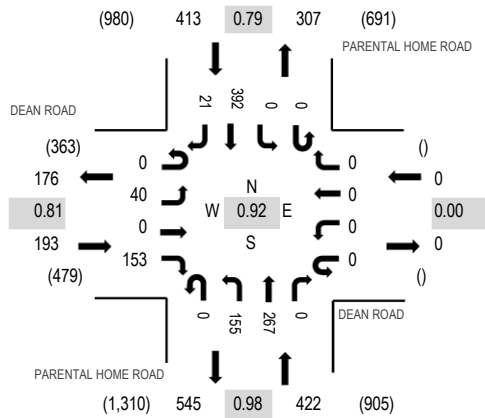 (980) 413 0.79 307 (691)
PARENTAL HOME ROAD
21 392 0 0
DEAN ROAD
(363) 0 0 ()
176 0
40 N 0
0.81 W 0.92 E 0.00
0 0
193 S 0
153 0
(479) ()
0 155 267 0
DEAN ROAD
PARENTAL HOME ROAD
(1,310) 545 0.98 422 (905)